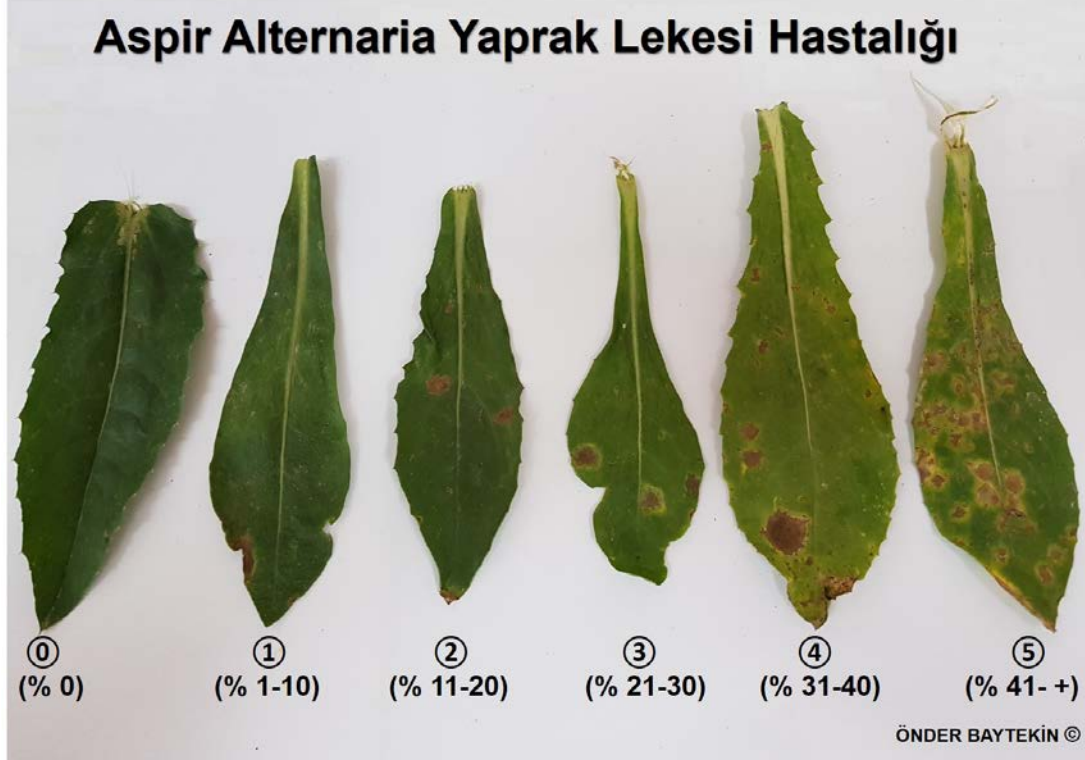 Aspir Alternaria Yaprak Lekesi Hastalığı
0 1 2 3 4 5
(% 0) (% 1-10) (% 11-20) (% 21-30) (% 31-40) (% 41- +)
ÖNDER BAYTEKİN ©